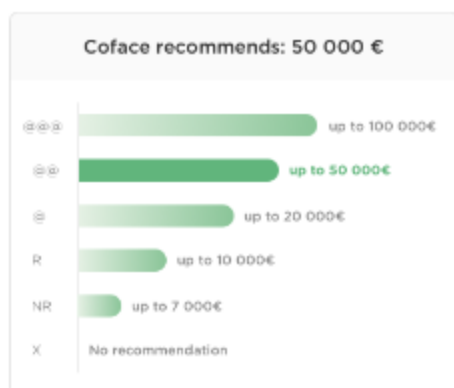 Coface recommends: 50 000 €
@@@ up to 100 000€
@@ up to 50 000€
@ up to 20 000€
R up to 10 000€
NR up to 7 000€
X No recommendation